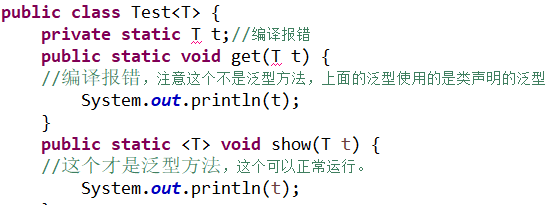 public class Test<T> {
    private static T t;//编译报错
    public static void get(T t) {
    //编译报错，注意这个不是泛型方法，上面的泛型使用的是类声明的泛型
        System.out.println(t);
    }
    public static <T> void show(T t) {
    //这个才是泛型方法，这个可以正常运行。
        System.out.println(t);
    }